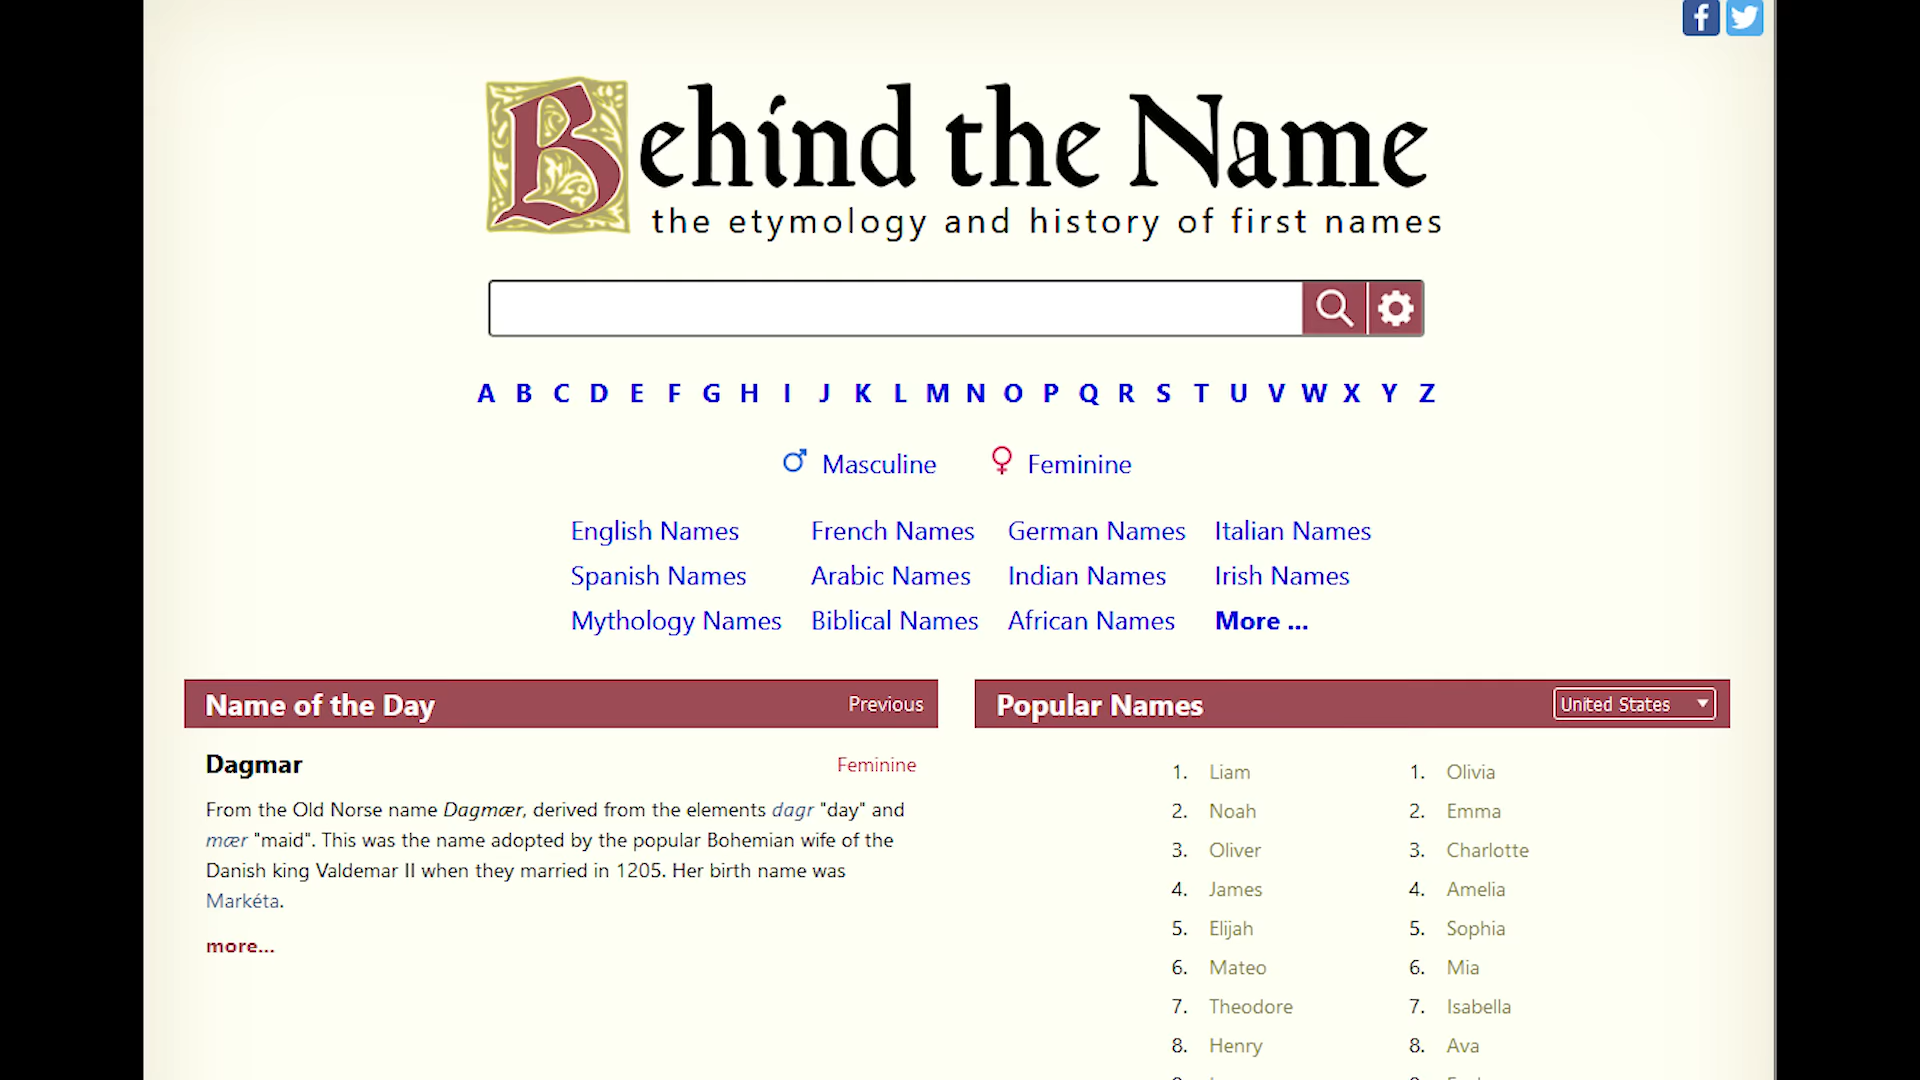 Behind the Name
the etymology and history of first names
A B C D E F G H I J K L M N O P Q R S T U V W X Y Z
Masculine Feminine
English Names French Names German Names Italian Names
Spanish Names Arabic Names Indian Names Irish Names
Mythology Names Biblical Names African Names More ...
Name of the Day Previous
Dagmar Feminine
From the Old Norse name Dagmær, derived from the elements dagr "day" and
mær "maid". This was the name adopted by the popular Bohemian wife of the
Danish king Valdemar II when they married in 1205. Her birth name was
Markéta.
more...
Popular Names United States
1. Liam 1. Olivia
2. Noah 2. Emma
3. Oliver 3. Charlotte
4. James 4. Amelia
5. Elijah 5. Sophia
6. Mateo 6. Mia
7. Theodore 7. Isabella
8. Henry 8. Ava